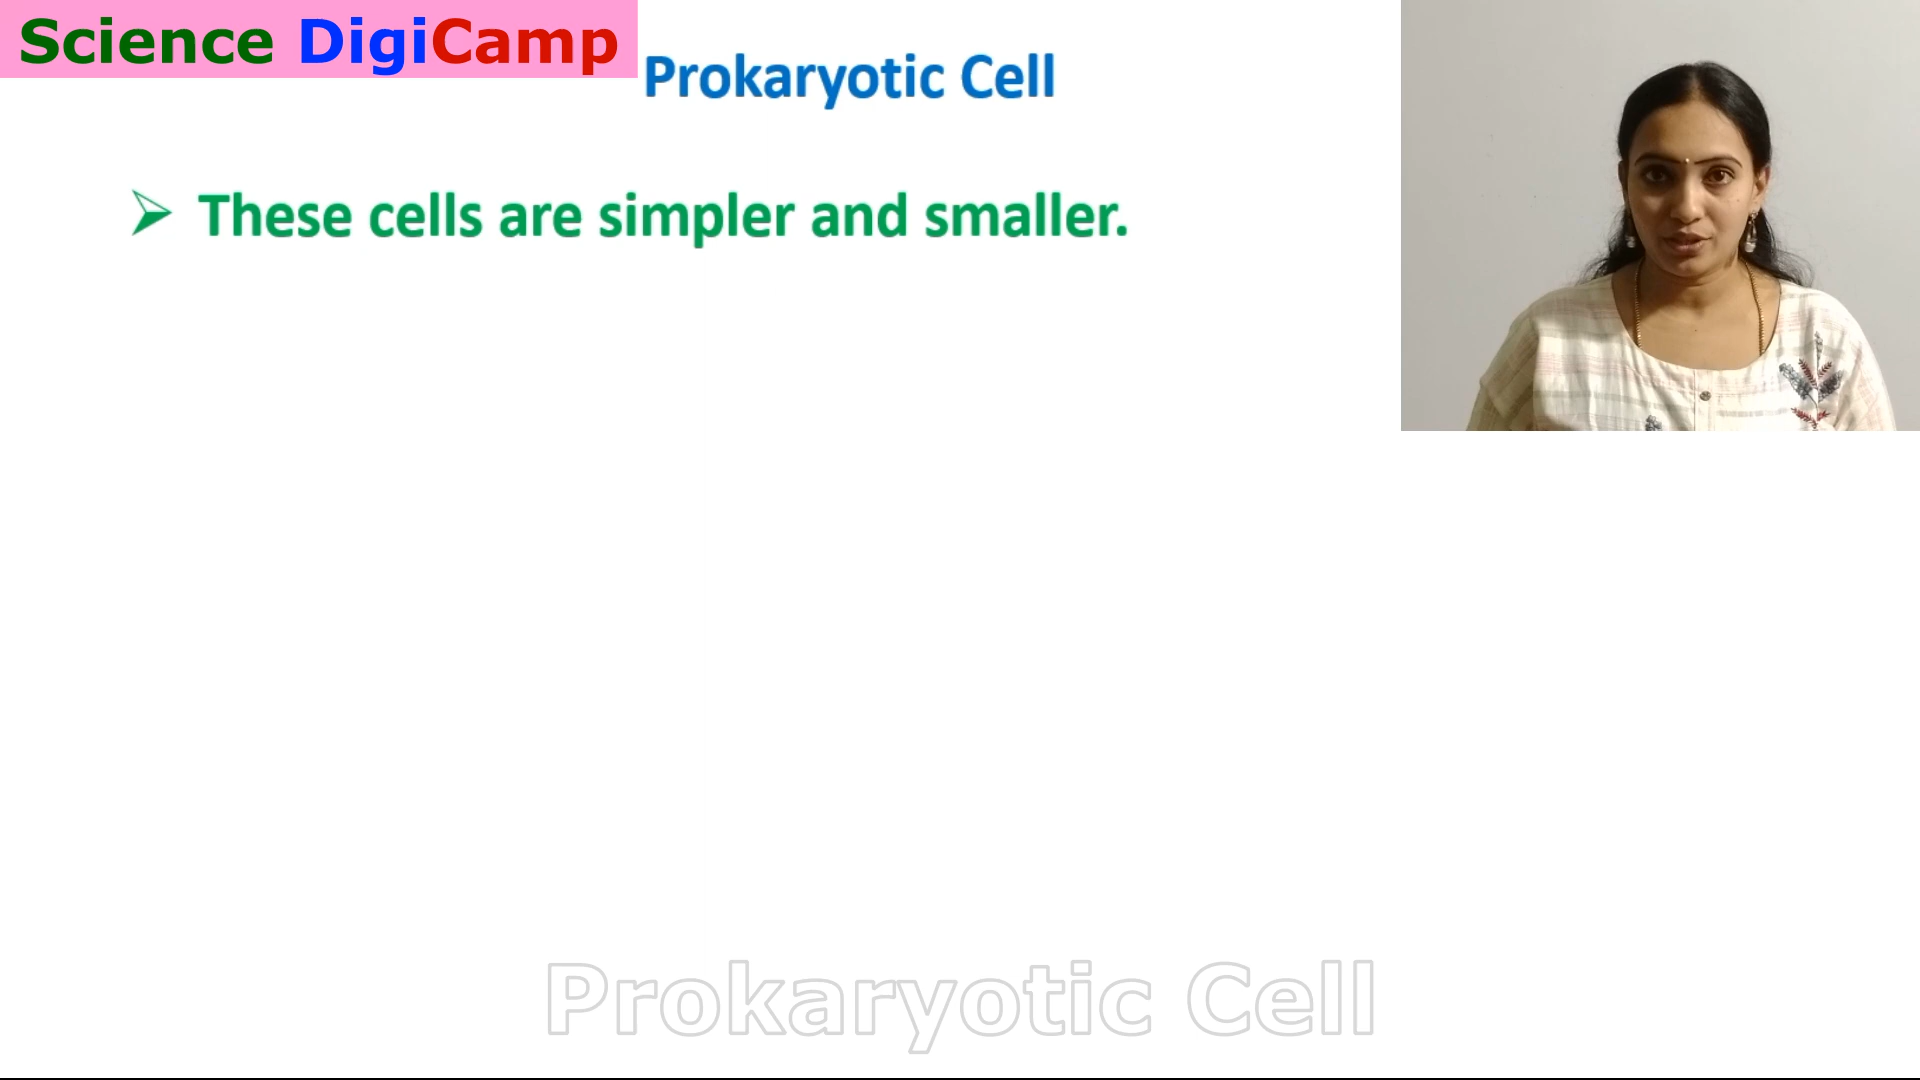 Science DigiCamp
Prokaryotic Cell
➢ These cells are simpler and smaller.
Prokaryotic Cell